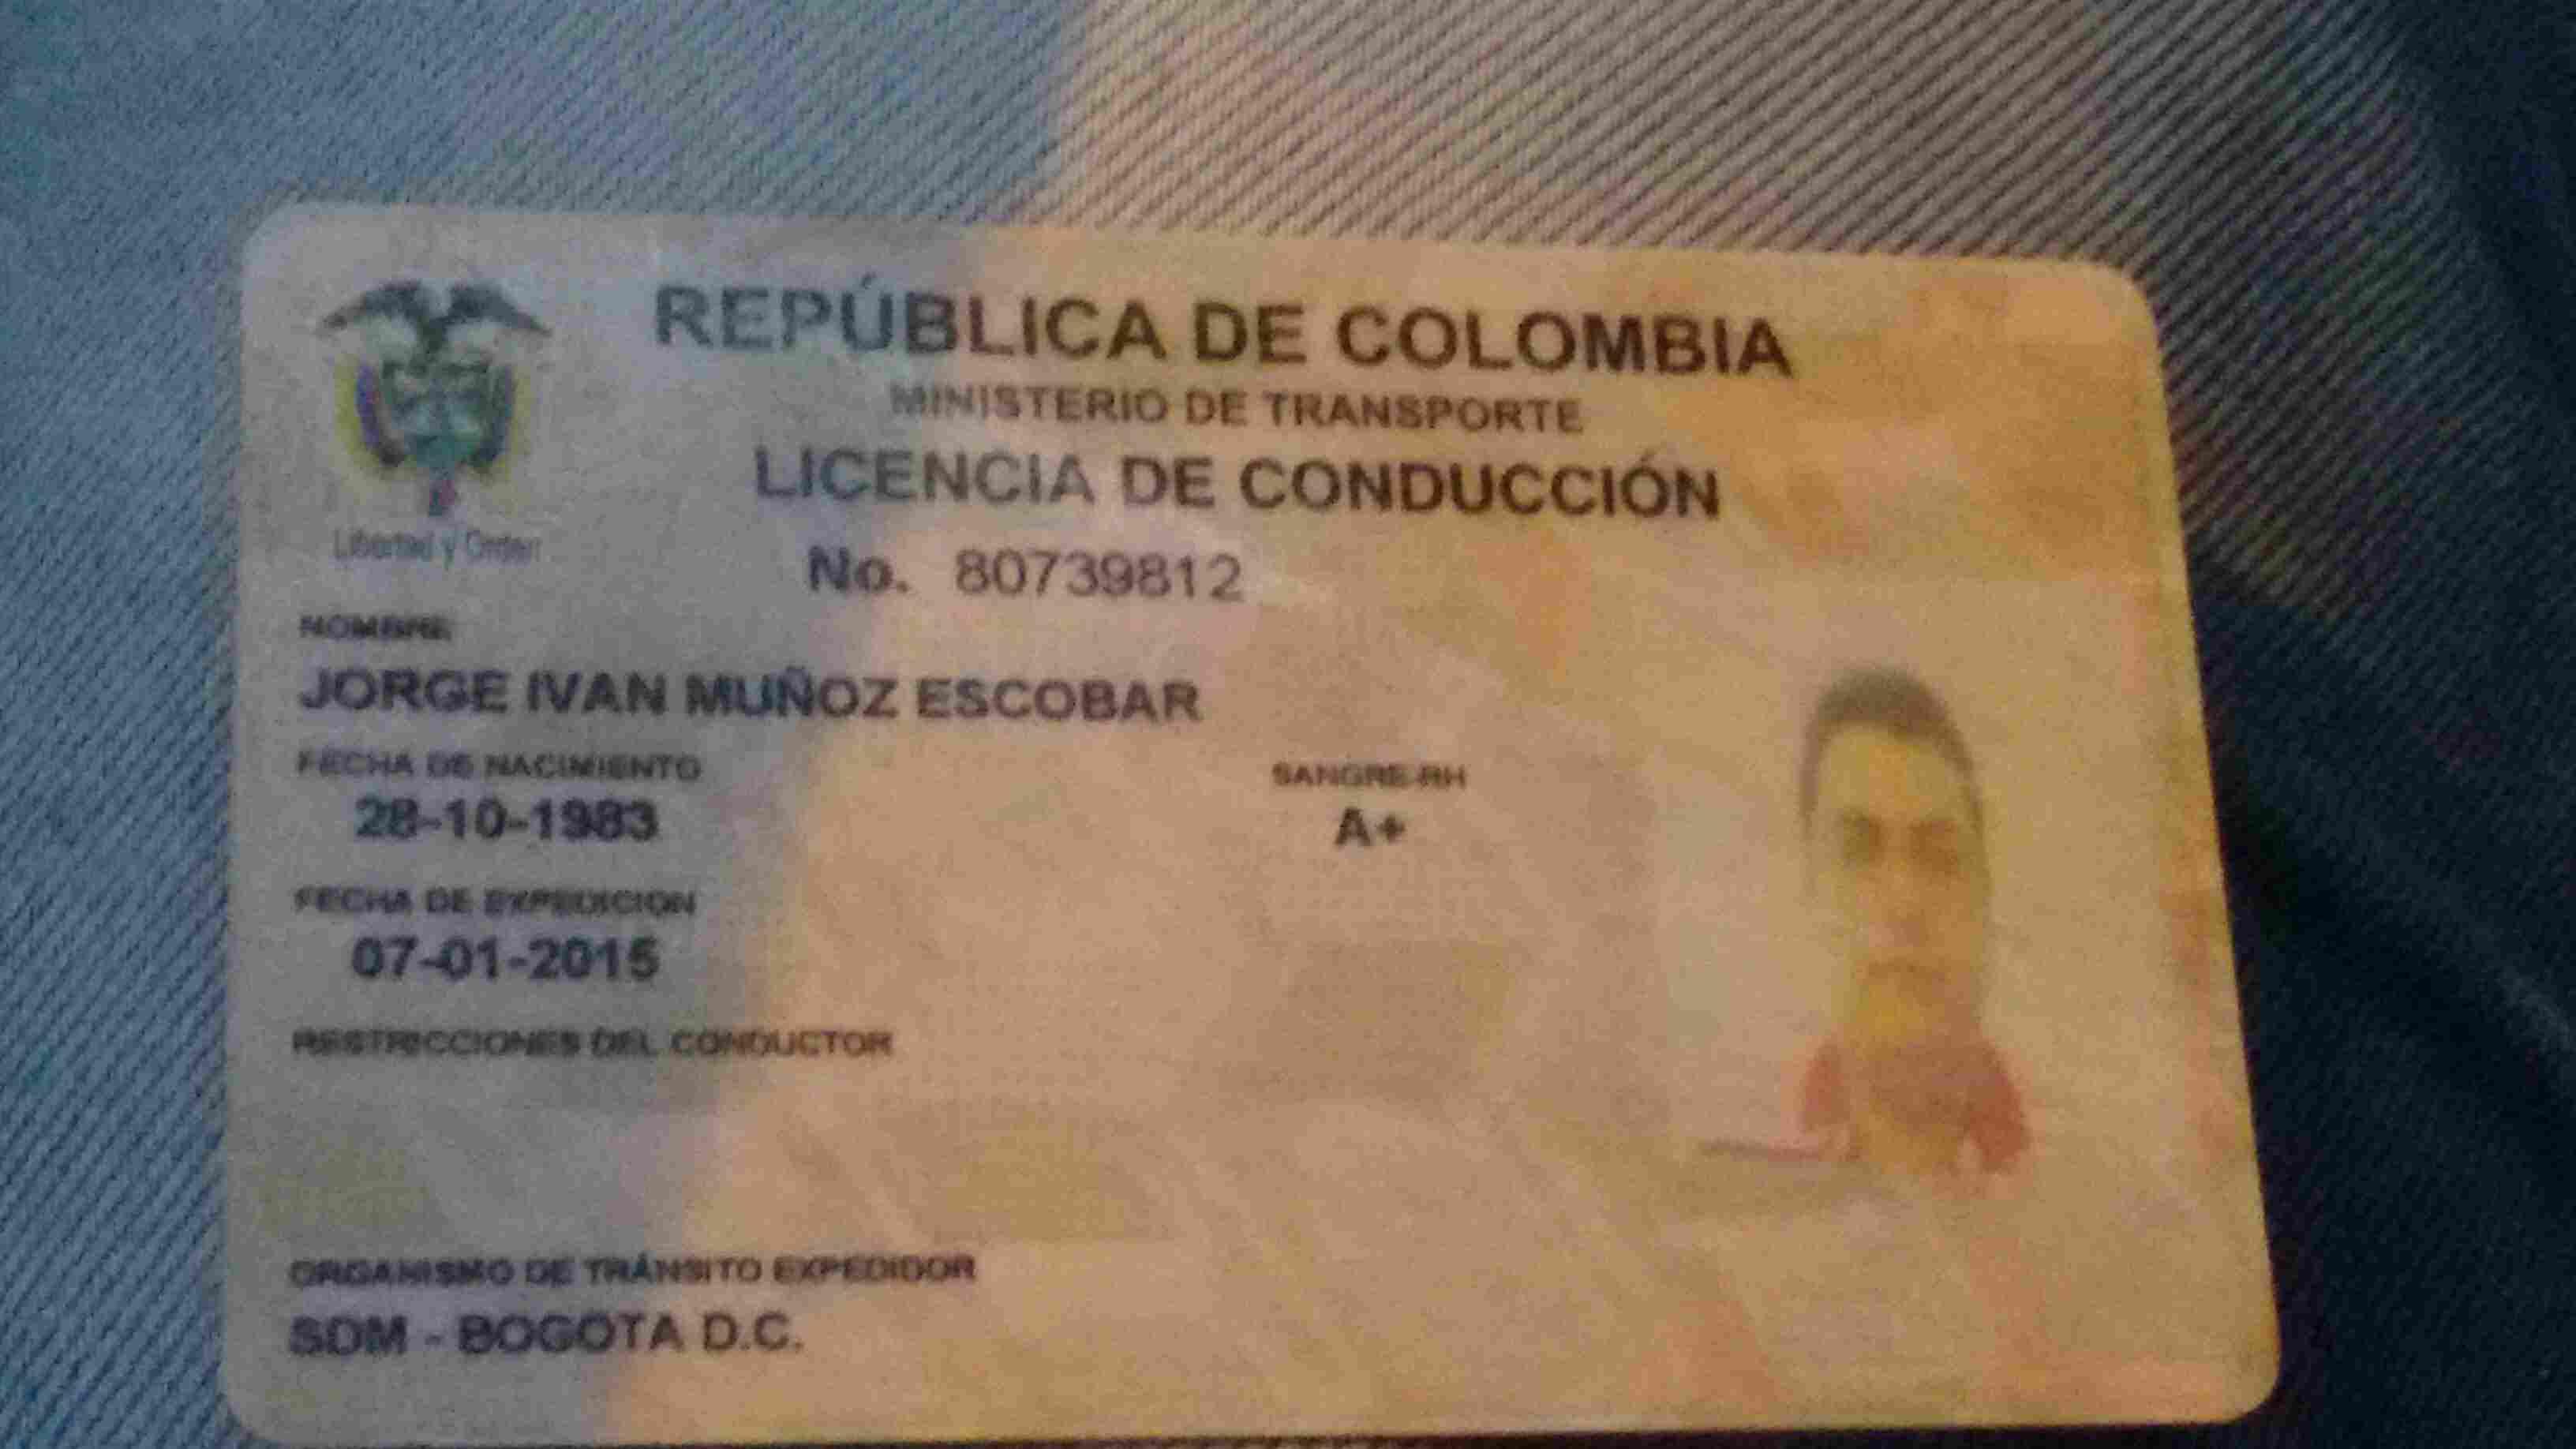 REPÚBLICA DE COLOMBIA
MINISTERIO DE TRANSPORTE
LICENCIA DE CONDUCCIÓN
Libertad y Orden
No. 80739812
NOMBRE
JORGE IVAN MUÑOZ ESCOBAR
FECHA DE NACIMIENTO
28-10-1983
SANGRE-RH
A+
FECHA DE EXPEDICION
07-01-2015
RESTRICCIONES DEL CONDUCTOR
ORGANISMO DE TRÁNSITO EXPEDIDOR
SDM - BOGOTA D.C.